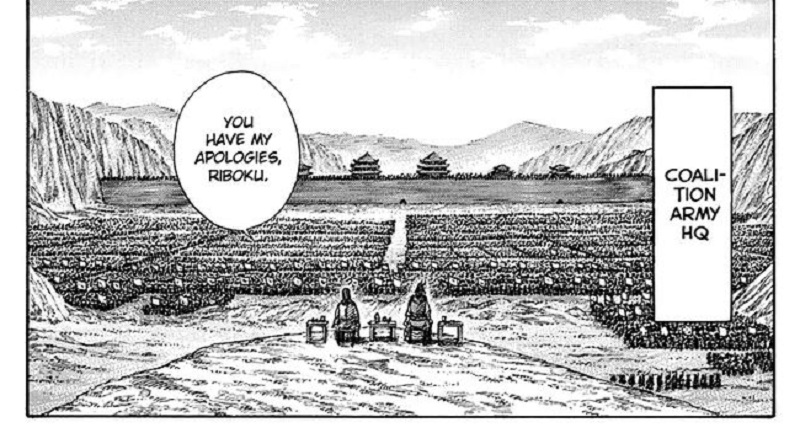 YOU
HAVE MY
APOLOGIES,
RIBOKU.
COALI-
TION
ARMY
HQ